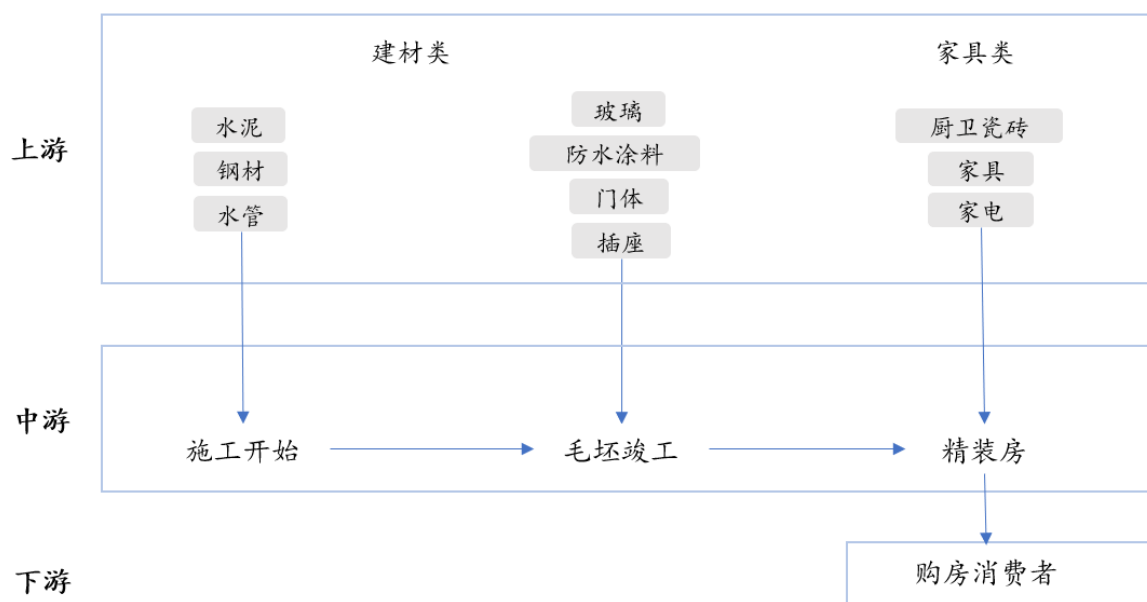 建材类
家具类
上游
水泥
钢材
水管
玻璃
防水涂料
门体
插座
厨卫瓷砖
家具
家电
中游
施工开始
毛坯竣工
精装房
下游
购房消费者